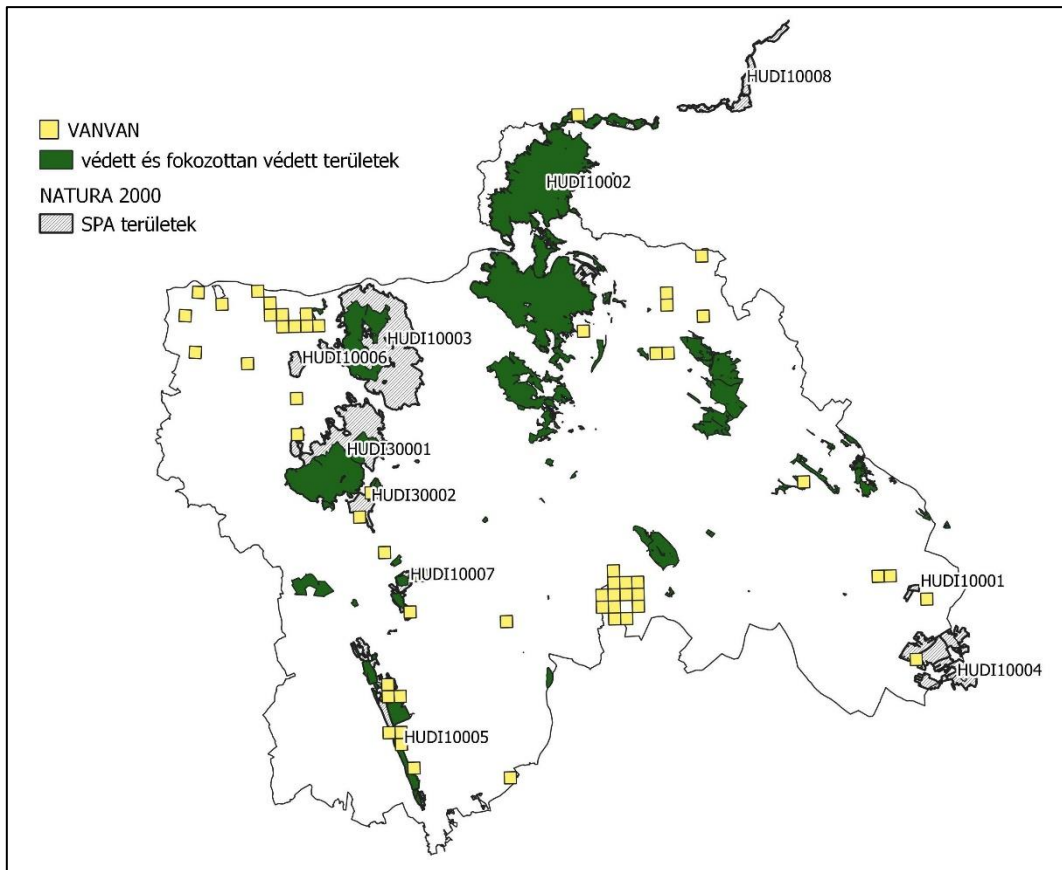 HUDI10008
VANVAN
védett és fokozottan védett területek
NATURA 2000
SPA területek
HUDI10002
HUDI10003
HUDI10006
HUDI30001
HUDI30002
HUDI10007
HUDI10001
HUDI10004
HUDI10005